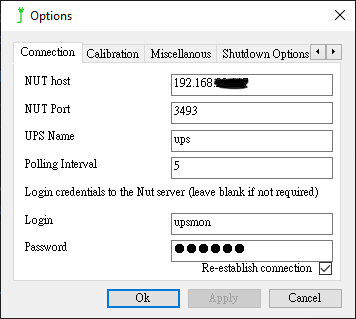 Options
Connection
Calibration
Miscellanous
Shutdown Options
NUT host
192.168.
NUT Port
3493
UPS Name
ups
Polling Interval
5
Login credentials to the Nut server (leave blank if not required)
Login
upsmon
Password
●●●●●●
Re-establish connection
Ok
Apply
Cancel